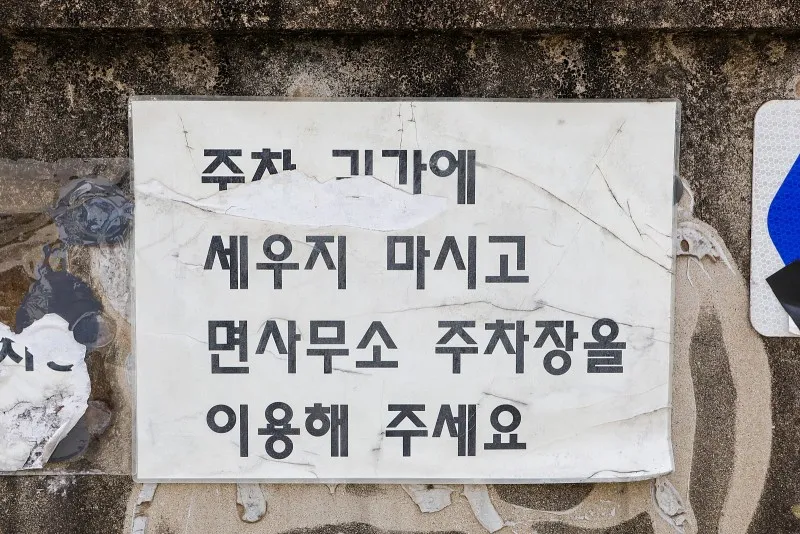 주차 길가에
세우지 마시고
면사무소 주차장을
이용해 주세요